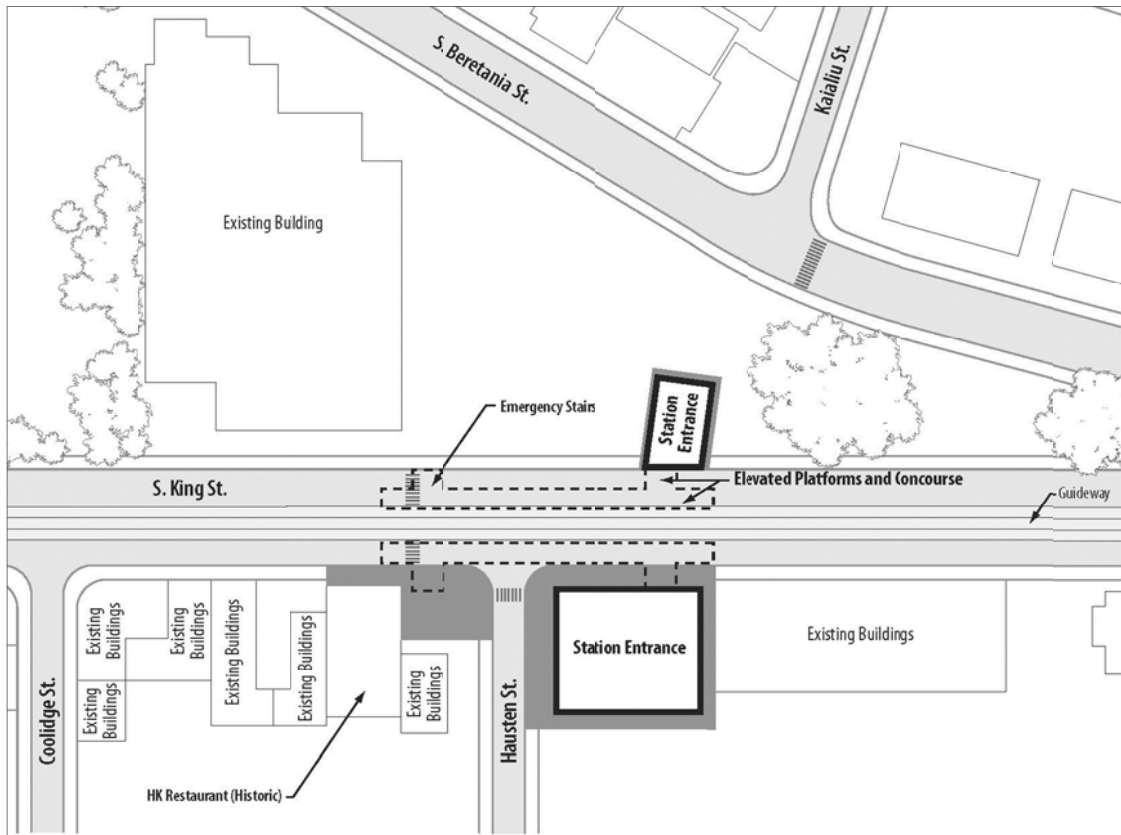 S. Beretania St.
Kaialiu St.
Existing Building
Emergency Stairs
Station
Entrance
S. King St.
Elevated Platforms and Concourse
Guideway
Existing
Buildings
Existing
Buildings
Existing Buildings
Existing Buildings
Existing
Buildings
Existing
Buildings
Station Entrance
Existing Buildings
Coolidge St.
Hausten St.
HK Restaurant (Historic)